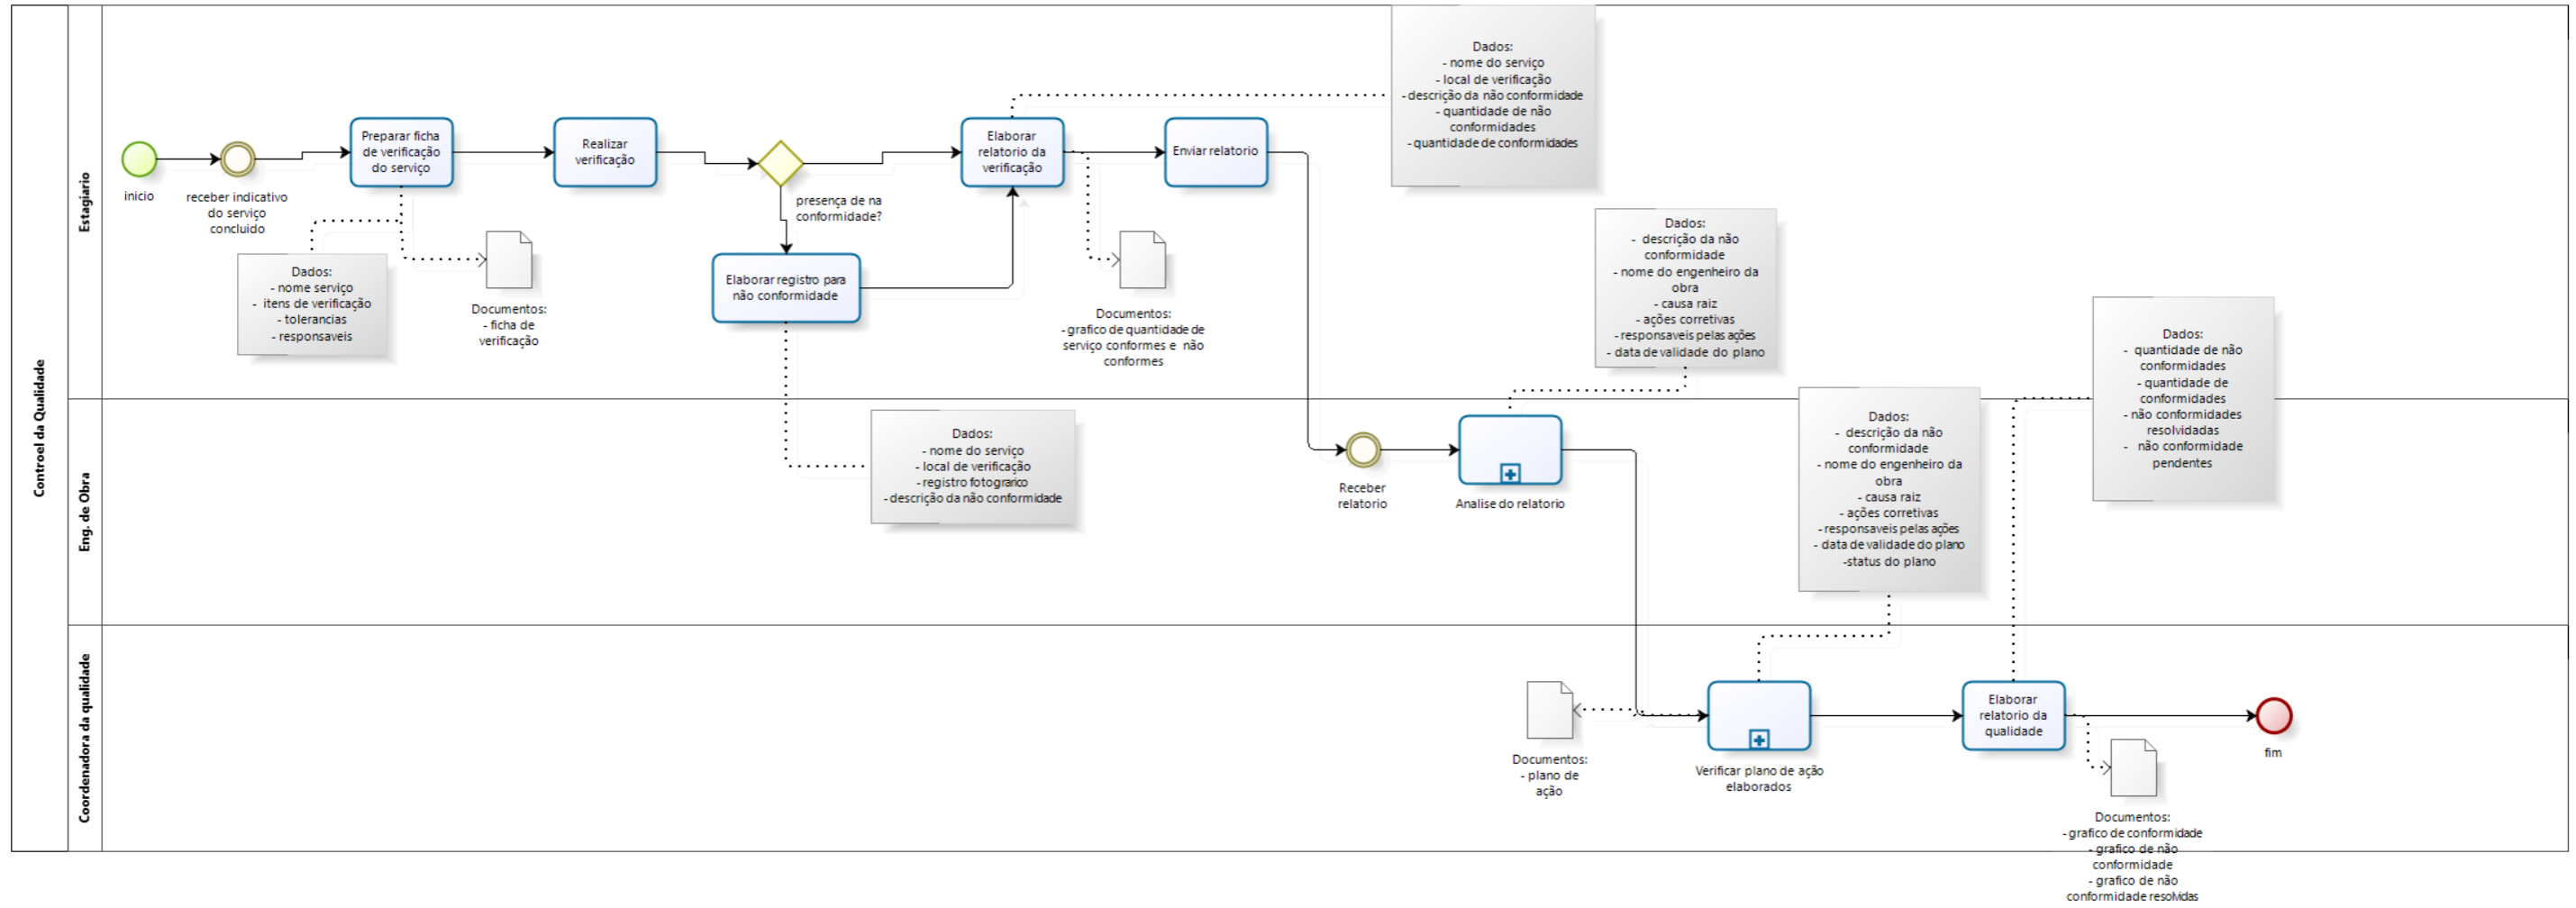 Controel da Qualidade
Estagiario
inicio
receber indicativo
do serviço
concluido
Preparar ficha
de verificação
do serviço
Dados:
- nome serviço
- itens de verificação
- tolerancias
- responsaveis
Documentos:
- ficha de
verificação
Realizar
verificação
presença de na
conformidade?
Elaborar registro para
não conformidade
Elaborar
relatorio da
verificação
Documentos:
- grafico de quantidade de
serviço conformes e não
conformes
Enviar relatorio
Dados:
- nome do serviço
- local de verificação
- descrição da não conformidade
- quantidade de não
conformidades
- quantidade de conformidades
Dados:
- descrição da não
conformidade
- nome do engenheiro da
obra
- causa raiz
- ações corretivas
- responsaveis pelas ações
- data de validade do plano
Dados:
- quantidade de não
conformidades
- quantidade de
conformidades
- não conformidades
resolvidadas
- não conformidade
pendentes
Eng. de Obra
Dados:
- nome do serviço
- local de verificação
- registro fotograrico
- descrição da não conformidade
Receber
relatorio
Analise do relatorio
Dados:
- descrição da não
conformidade
- nome do engenheiro da
obra
- causa raiz
- ações corretivas
- responsaveis pelas ações
- data de validade do plano
-status do plano
Coordenadora da qualidade
Documentos:
- plano de
ação
Verificar plano de ação
elaborados
Elaborar
relatorio da
qualidade
Documentos:
- grafico de conformidade
- grafico de não
conformidade
- grafico de não
conformidade resolvidas
fim